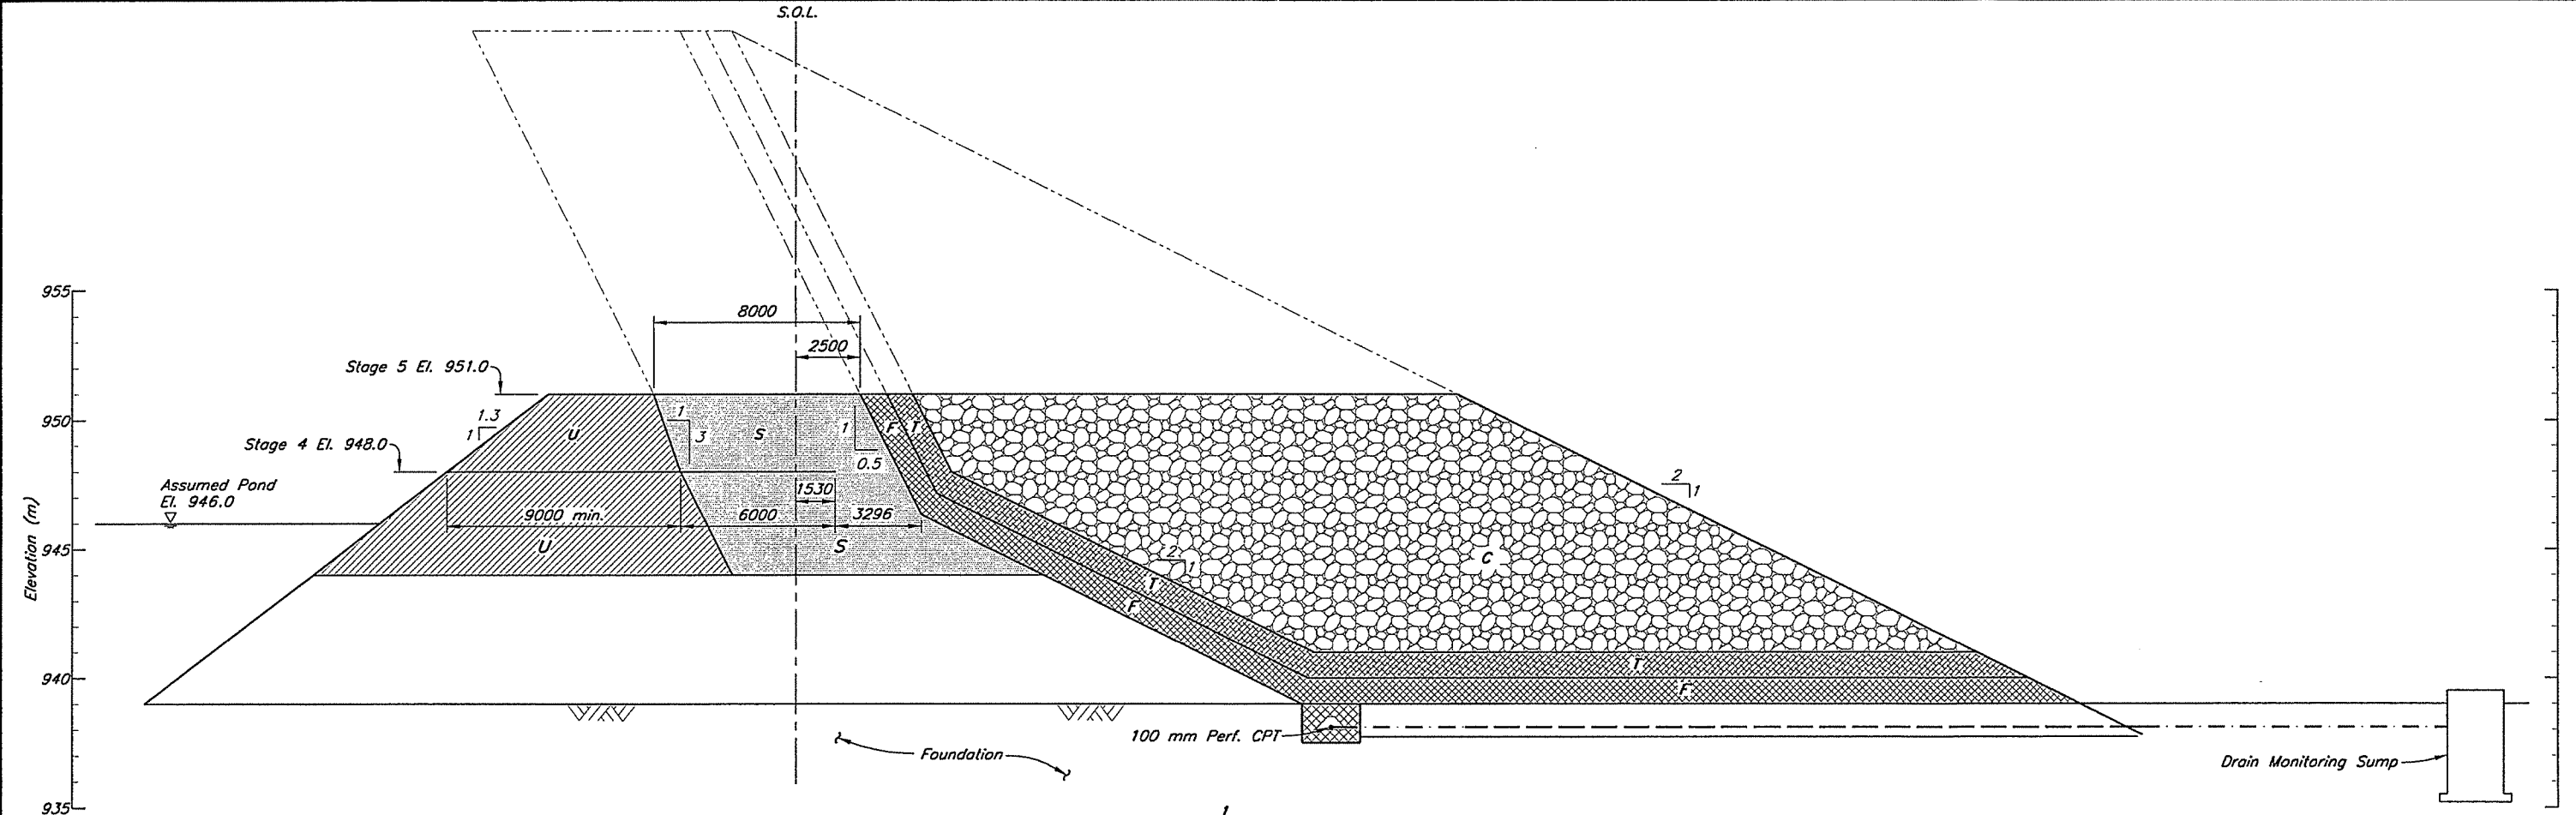 S.O.L.
955
8000
2500
Stage 5 El. 951.0
950
1.3
1
U
1
3
S
1
0.5
F
T
Stage 4 El. 948.0
2
1
Assumed Pond
El. 946.0
1530
9000 min.
6000
3296
945
U
S
2
1
C
Elevation (m)
T
F
940
T
F
100 mm Perf. CPT
Foundation
Drain Monitoring Sump
935
1